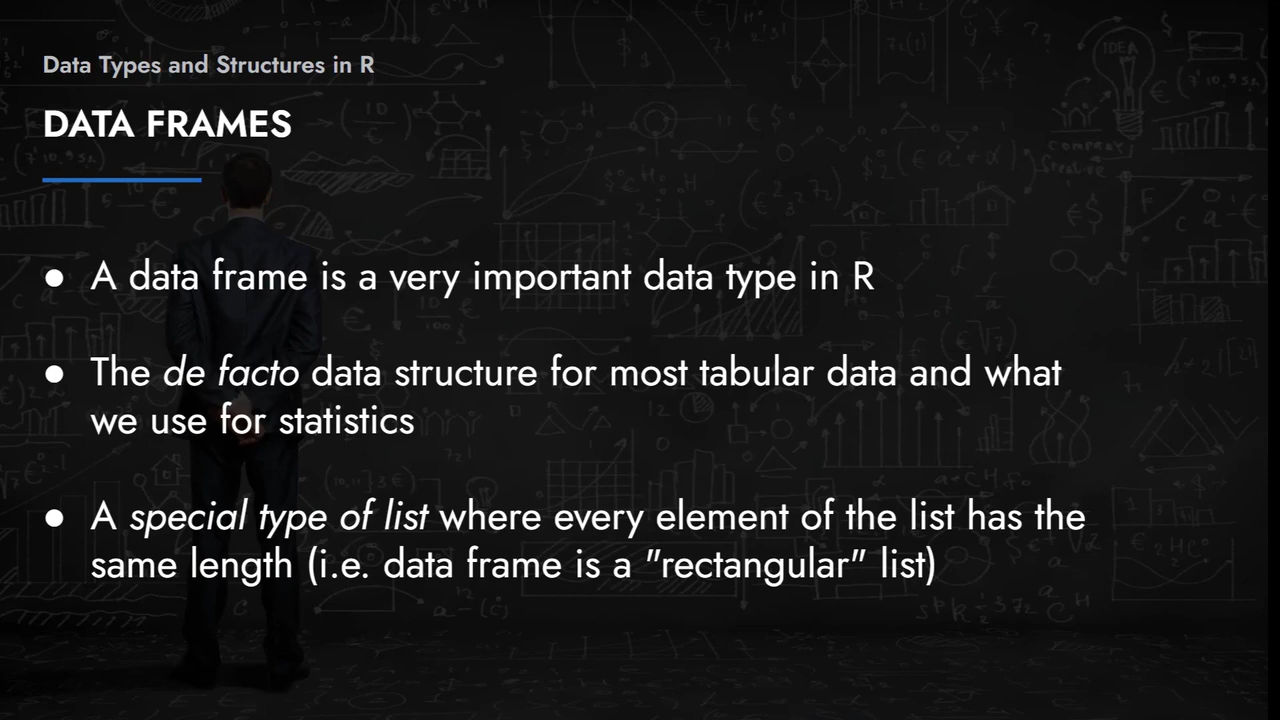 Data Types and Structures in R
DATA FRAMES
● A data frame is a very important data type in R
● The de facto data structure for most tabular data and what
we use for statistics
● A special type of list where every element of the list has the
same length (i.e. data frame is a "rectangular" list)
IDEA